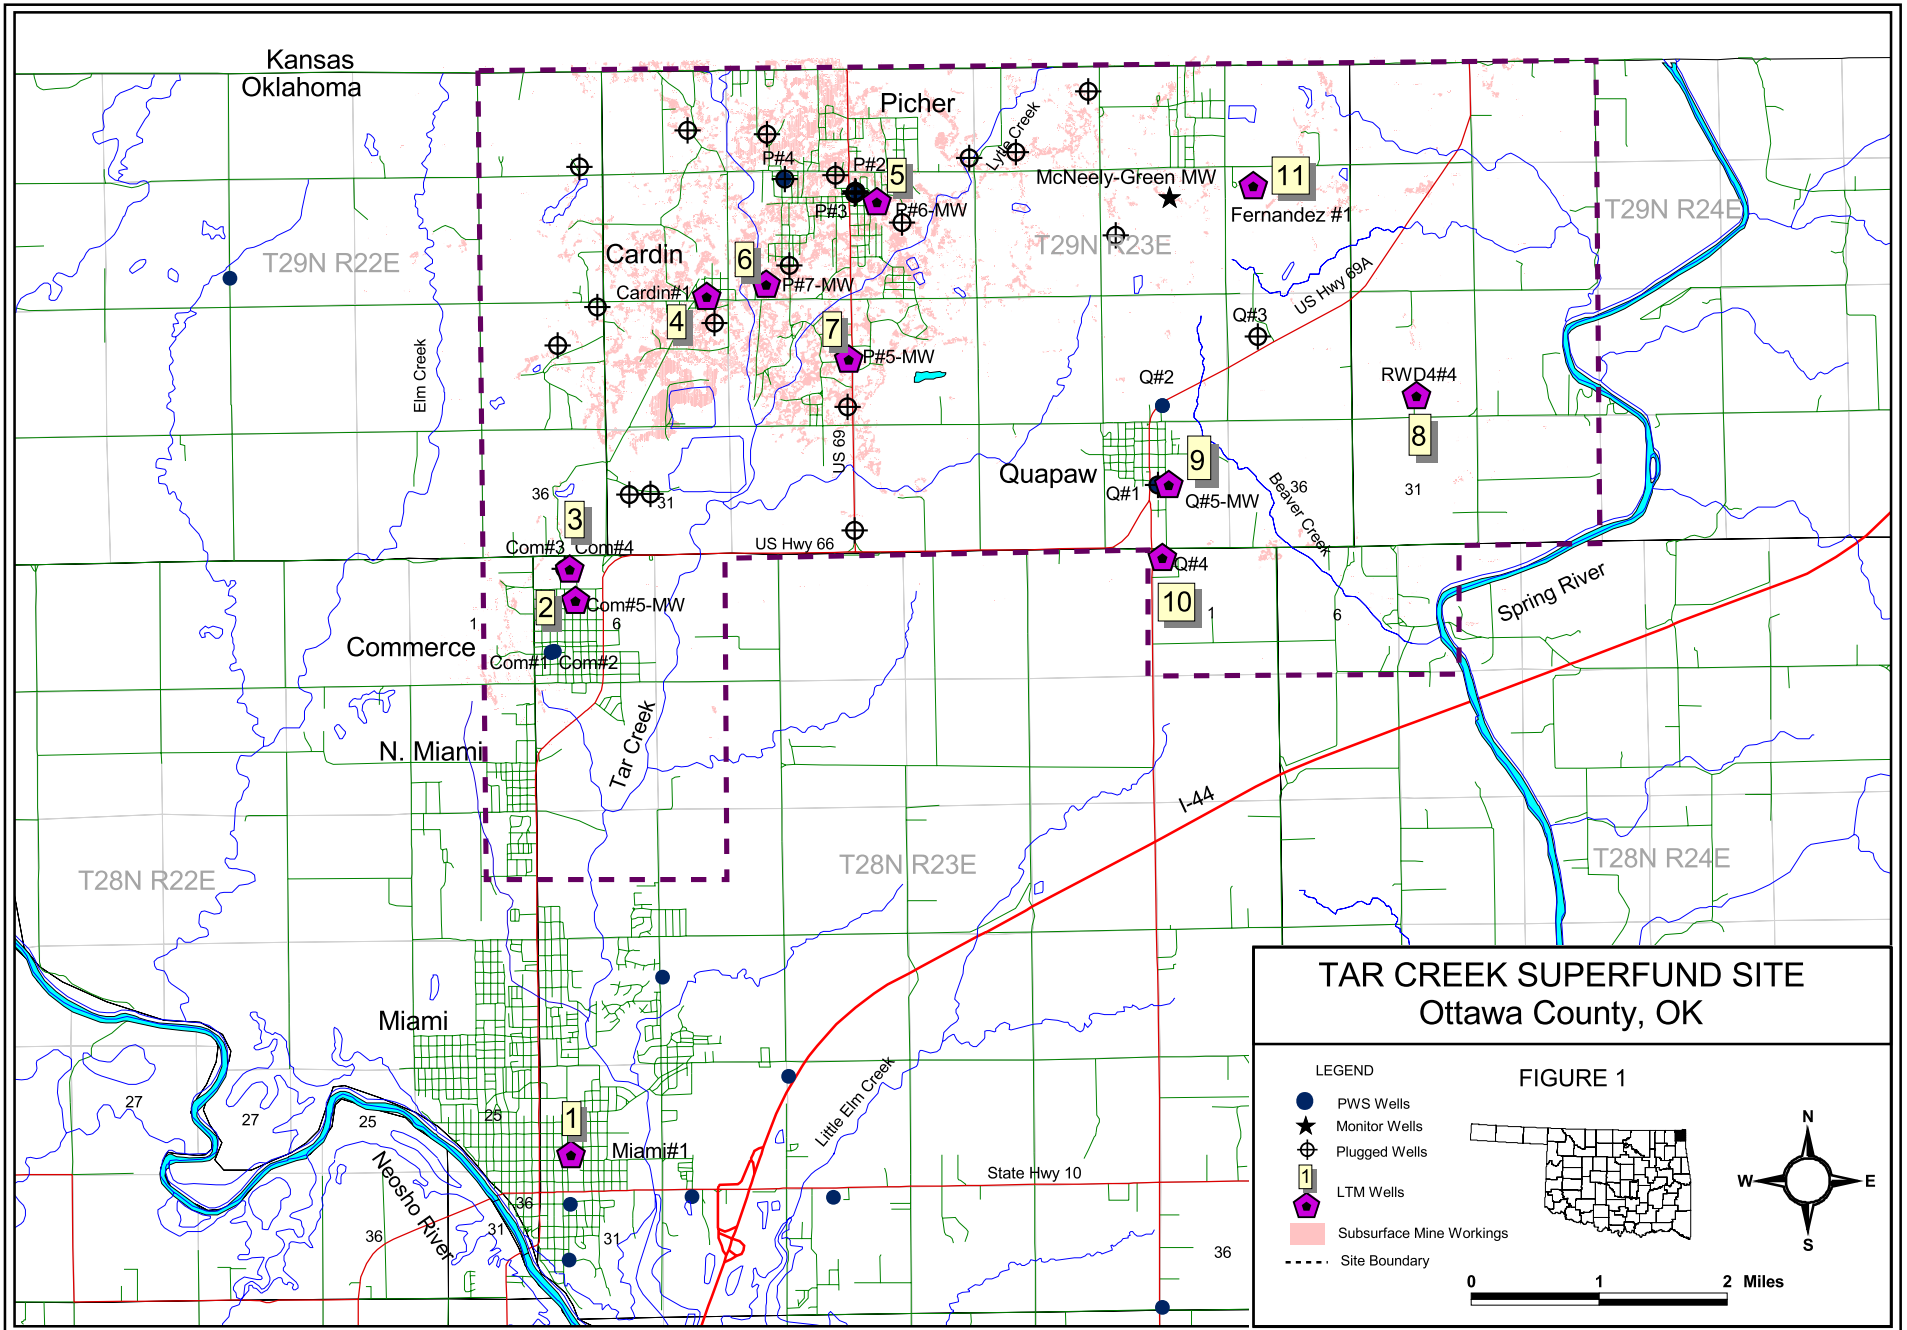 Kansas
Oklahoma
Picher
Lytle Creek
P#4
P#2
5
McNeely-Green MW
11
P#3
P#6-MW
Fernandez #1
T29N R24E
T29N R22E
Cardin
6
T29N R23E
Cardin#1
P#7-MW
US Hwy 69A
4
7
Q#3
Elm Creek
P#5-MW
Q#2
RWD4#4
8
US 69
9
Quapaw
36
31
Q#1
Q#5-MW
36
31
Beaver Creek
3
Com#3
Com#4
US Hwy 66
Q#4
2
Com#5-MW
10
Spring River
1
6
1
6
Commerce
Com#1
Com#2
N. Miami
Tar Creek
I-44
T28N R22E
T28N R23E
T28N R24E
Miami
27
27
25
25
1
Little Elm Creek
Miami#1
Neosho River
State Hwy 10
36
31
36
31
36
TAR CREEK SUPERFUND SITE
Ottawa County, OK
LEGEND
FIGURE 1
PWS Wells
Monitor Wells
Plugged Wells
1
LTM Wells
Subsurface Mine Workings
Site Boundary
N
W
E
S
0 1 2 Miles